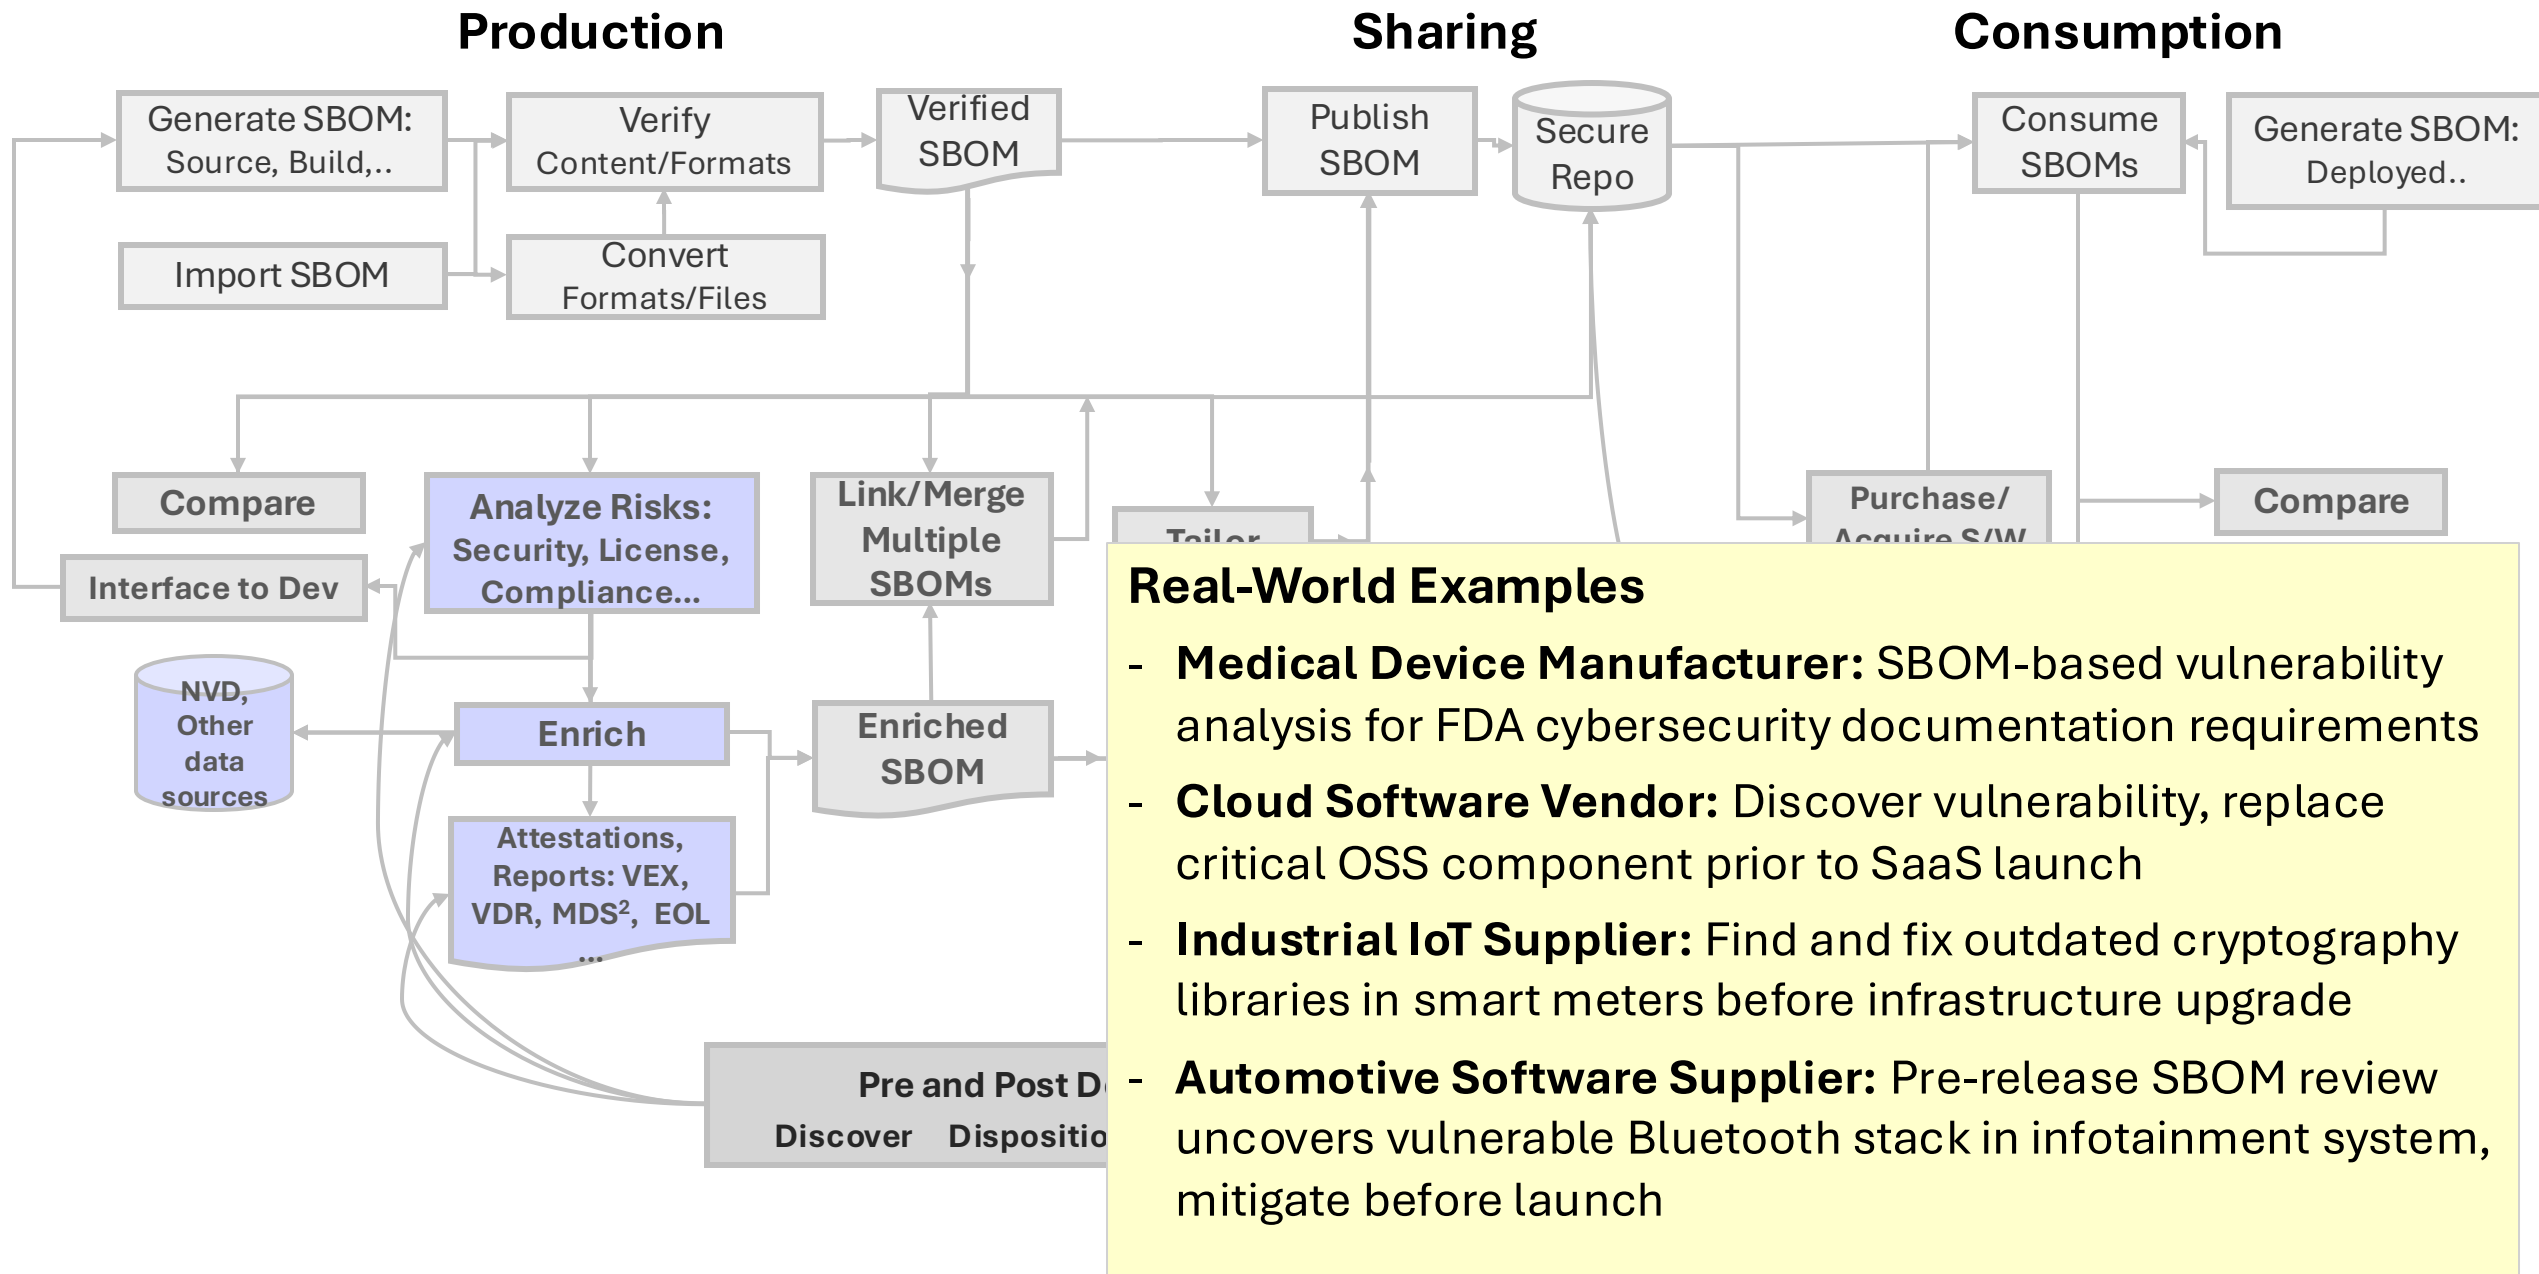 Production
Sharing
Consumption
Generate SBOM:
Source, Build,..
Verify
Content/Formats
Verified
SBOM
Publish
SBOM
Secure
Repo
Consume
SBOMs
Generate SBOM:
Deployed..
Import SBOM
Convert
Formats/Files
Compare
Analyze Risks:
Security, License,
Compliance...
Link/Merge
Multiple
SBOMs
Tailor
Purchase/
Acquire S/W
Compare
Interface to Dev
NVD,
Other
data
sources
Enrich
Enriched
SBOM
Attestations,
Reports: VEX,
VDR, MDS², EOL
...
Pre and Post D
Discover Dispositio
Real-World Examples
- Medical Device Manufacturer: SBOM-based vulnerability
analysis for FDA cybersecurity documentation requirements
- Cloud Software Vendor: Discover vulnerability, replace
critical OSS component prior to SaaS launch
- Industrial IoT Supplier: Find and fix outdated cryptography
libraries in smart meters before infrastructure upgrade
- Automotive Software Supplier: Pre-release SBOM review
uncovers vulnerable Bluetooth stack in infotainment system,
mitigate before launch